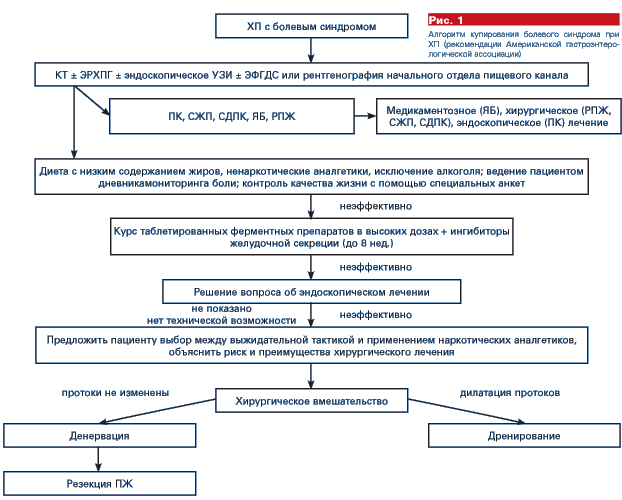 ХП с болевым синдромом
Рис. 1
Алгоритм купирования болевого синдрома при
ХП (рекомендации Американской гастроэнтеро-
логической ассоциации)
КТ ± ЭРХПГ ± эндоскопическое УЗИ ± ЭФГДС или рентгенография начального отдела пищевого канала
ПК, СЖП, СДПК, ЯБ, РПЖ
Медикаментозное (ЯБ), хирургическое (РПЖ,
СЖП, СДПК), эндоскопическое (ПК) лечение
Диета с низким содержанием жиров, ненаркотические аналгетики, исключение алкоголя; ведение пациентом
дневникамониторинга боли; контроль качества жизни с помощью специальных анкет
неэффективно
Курс таблетированных ферментных препаратов в высоких дозах + ингибиторы
желудочной секреции (до 8 нед.)
неэффективно
Решение вопроса об эндоскопическом лечении
не показано
нет технической возможности
неэффективно
Предложить пациенту выбор между выжидательной тактикой и применением наркотических аналгетиков,
объяснить риск и преимущества хирургического лечения
протоки не изменены
дилатация протоков
Хирургическое вмешательство
Денервация
Дренирование
Резекция ПЖ